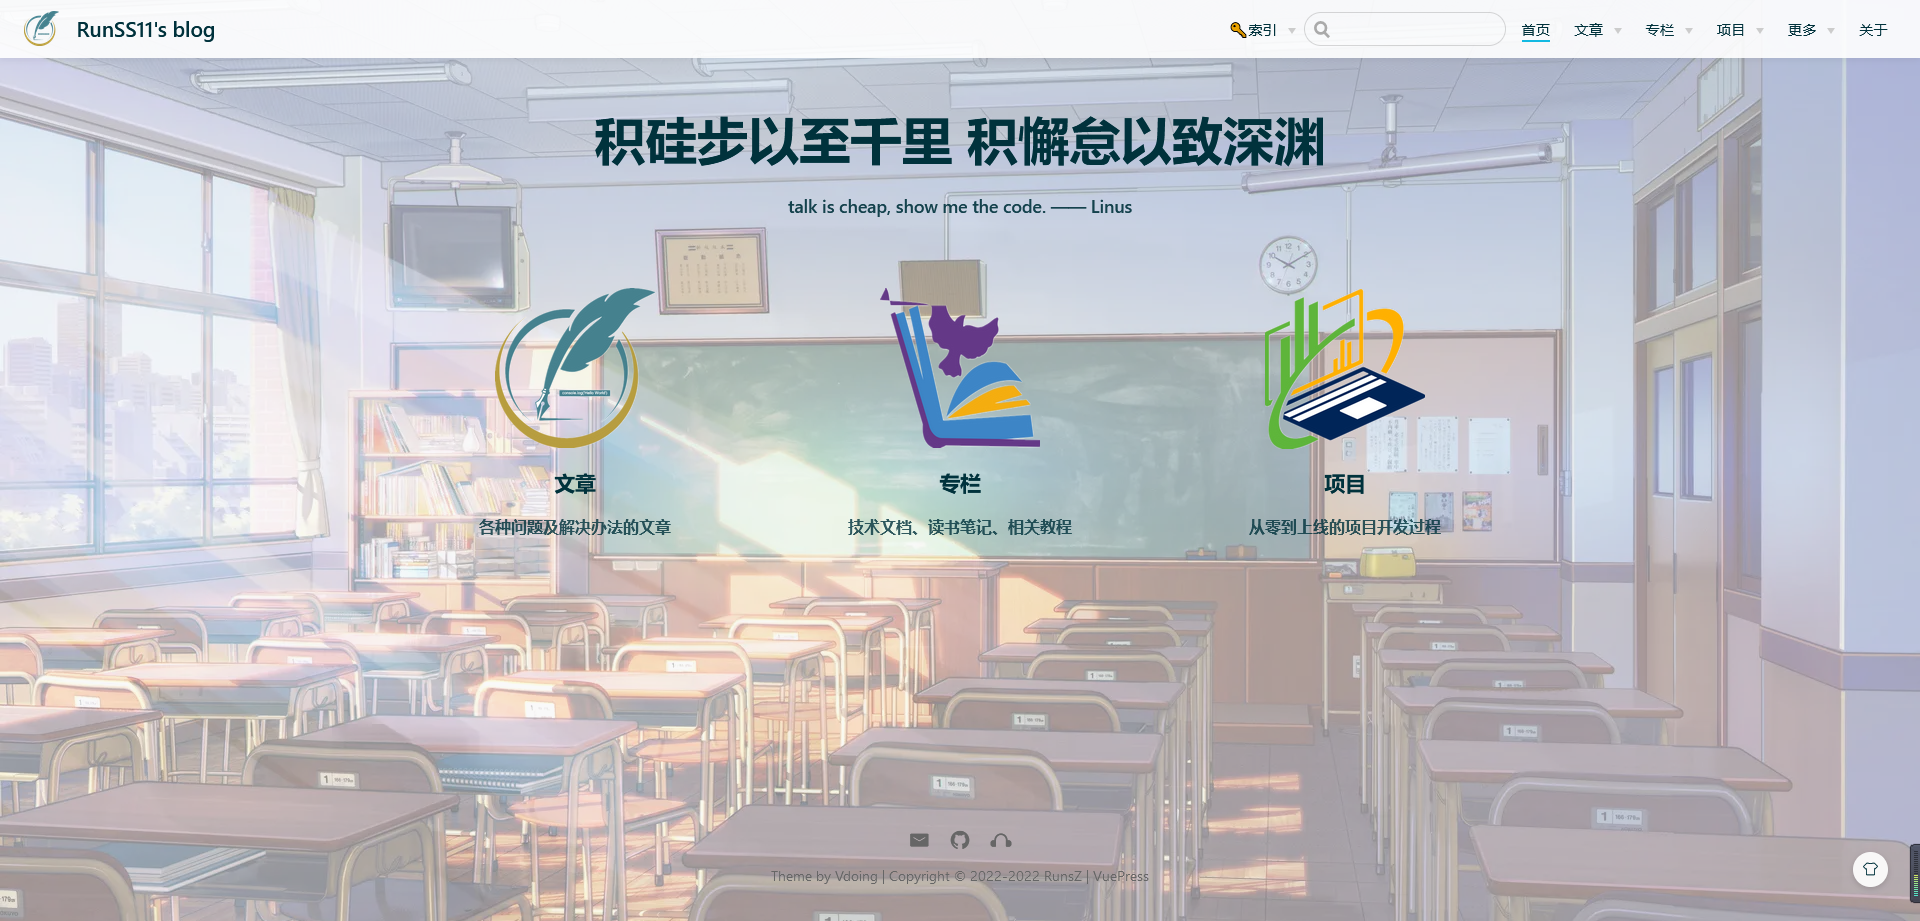 RunSS11's blog
索引
首页
文章
专栏
项目
更多
关于
积硅步以至千里 积懈怠以致深渊
talk is cheap, show me the code. —— Linus
console.log('Hello World')
文章
专栏
项目
各种问题及解决办法的文章
技术文档、读书笔记、相关教程
从零到上线的项目开发过程
Theme by Vdoing | Copyright © 2022-2022 RunsZ | VuePress